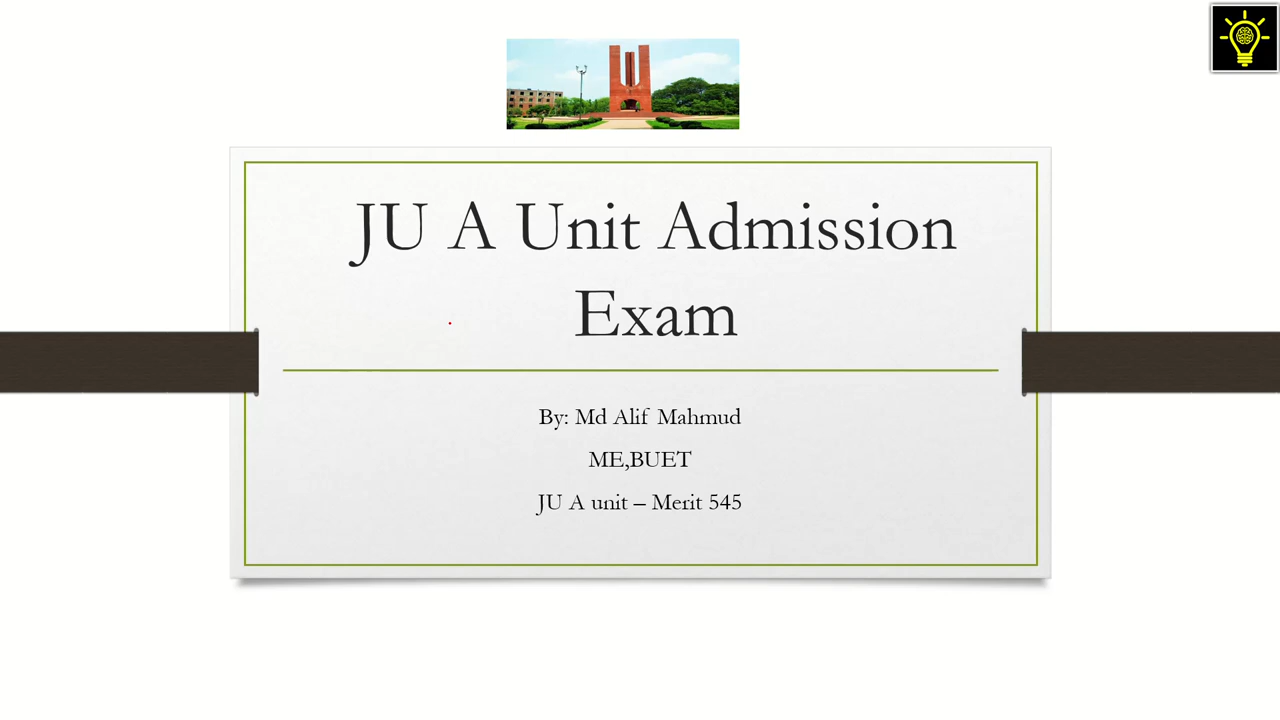 JU A Unit Admission
Exam
By: Md Alif Mahmud
ME,BUET
JU A unit – Merit 545